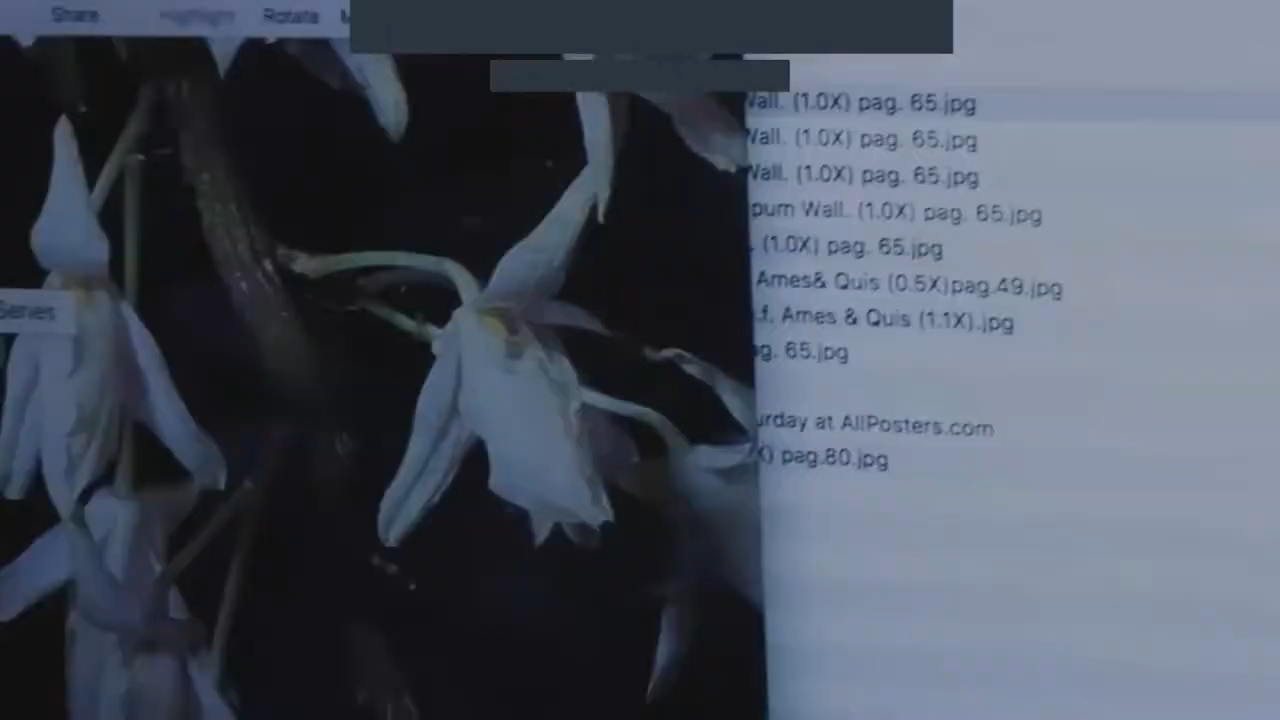 Share Highlight Rotate
Wall. (1.0X) pag. 65.jpg
Wall. (1.0X) pag. 65.jpg
Wall. (1.0X) pag. 65.jpg
pum Wall. (1.0X) pag. 65.jpg
. (1.0X) pag. 65.jpg
Ames& Quis (0.5X)pag.49.jpg
.f. Ames & Quis (1.1X).jpg
Series
g. 65.jpg
urday at AllPosters.com
X) pag.80.jpg